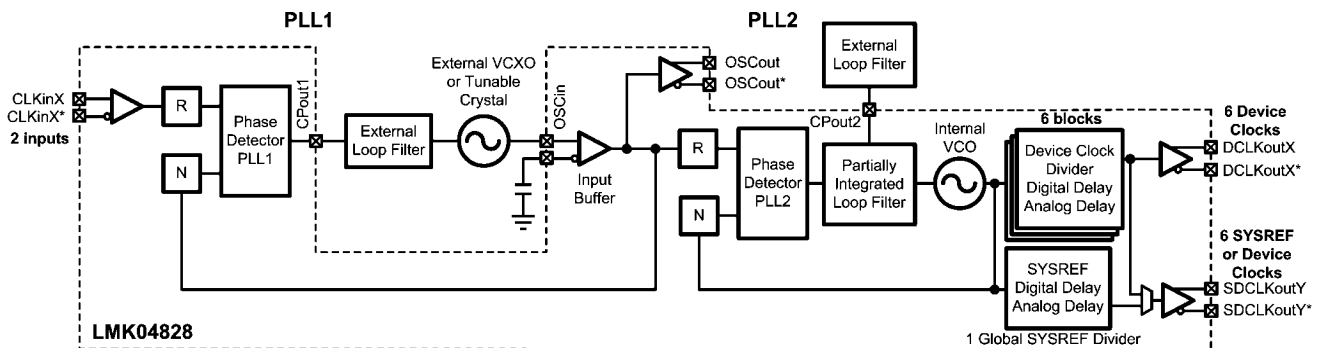 PLL1
PLL2
CLKinX
CLKinX*
2 inputs
R
N
Phase
Detector
PLL1
CPout1
External
Loop Filter
External VCXO
or Tunable
Crystal
OSCin
Input
Buffer
OSCout
OSCout*
External
Loop Filter
CPout2
R
N
Phase
Detector
PLL2
Partially
Integrated
Loop Filter
Internal
VCO
6 blocks
Device Clock
Divider
Digital Delay
Analog Delay
6 Device
Clocks
DCLKoutX
DCLKoutX*
SYSREF
Digital Delay
Analog Delay
1 Global SYSREF Divider
6 SYSREF
or Device
Clocks
SDCLKoutY
SDCLKoutY*
LMK04828